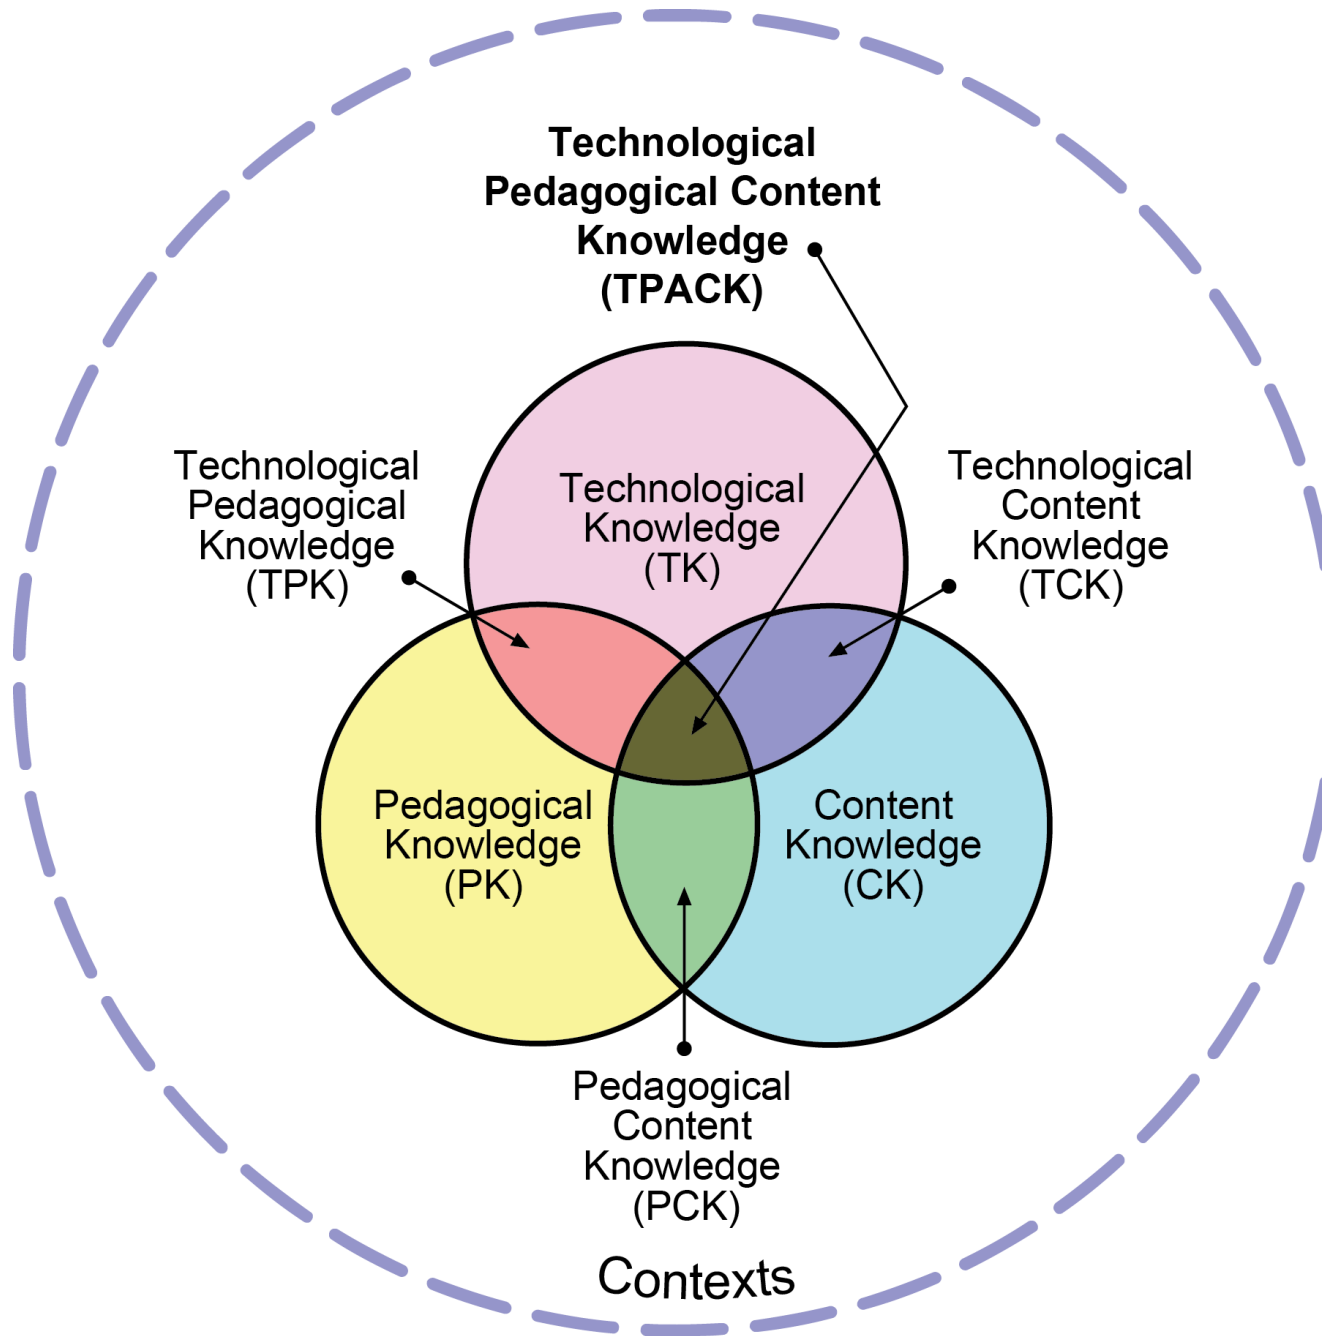 Technological
Pedagogical Content
Knowledge
(TPACK)
Technological
Pedagogical
Knowledge
(TPK)
Technological
Knowledge
(TK)
Technological
Content
Knowledge
(TCK)
Pedagogical
Knowledge
(PK)
Content
Knowledge
(CK)
Pedagogical
Content
Knowledge
(PCK)
Contexts